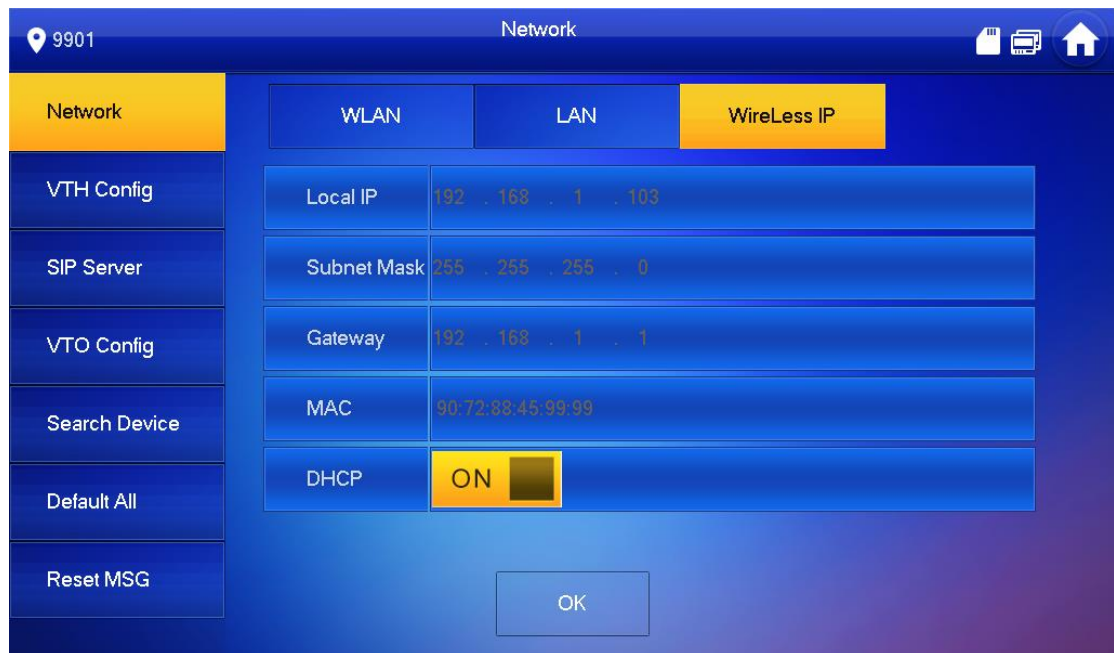 9901
Network
Network
VTH Config
SIP Server
VTO Config
Search Device
Default All
Reset MSG
WLAN LAN WireLess IP
Local IP 192 . 168 . 1 . 103
Subnet Mask 255 . 255 . 255 . 0
Gateway 192 . 168 . 1 . 1
MAC 90:72:88:45:99:99
DHCP ON
OK